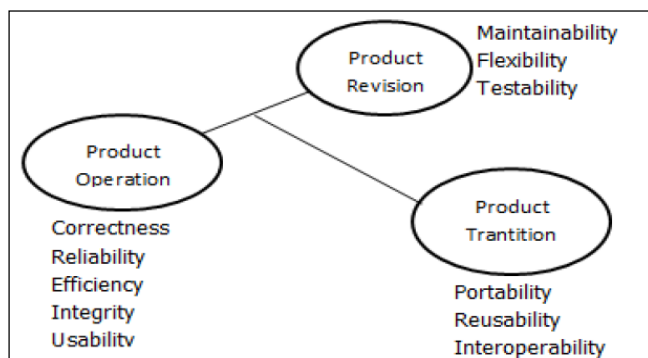 Product
Revision
Maintainability
Flexibility
Testability
Product
Operation
Correctness
Reliability
Efficiency
Integrity
Usability
Product
Trantition
Portability
Reusability
Interoperability